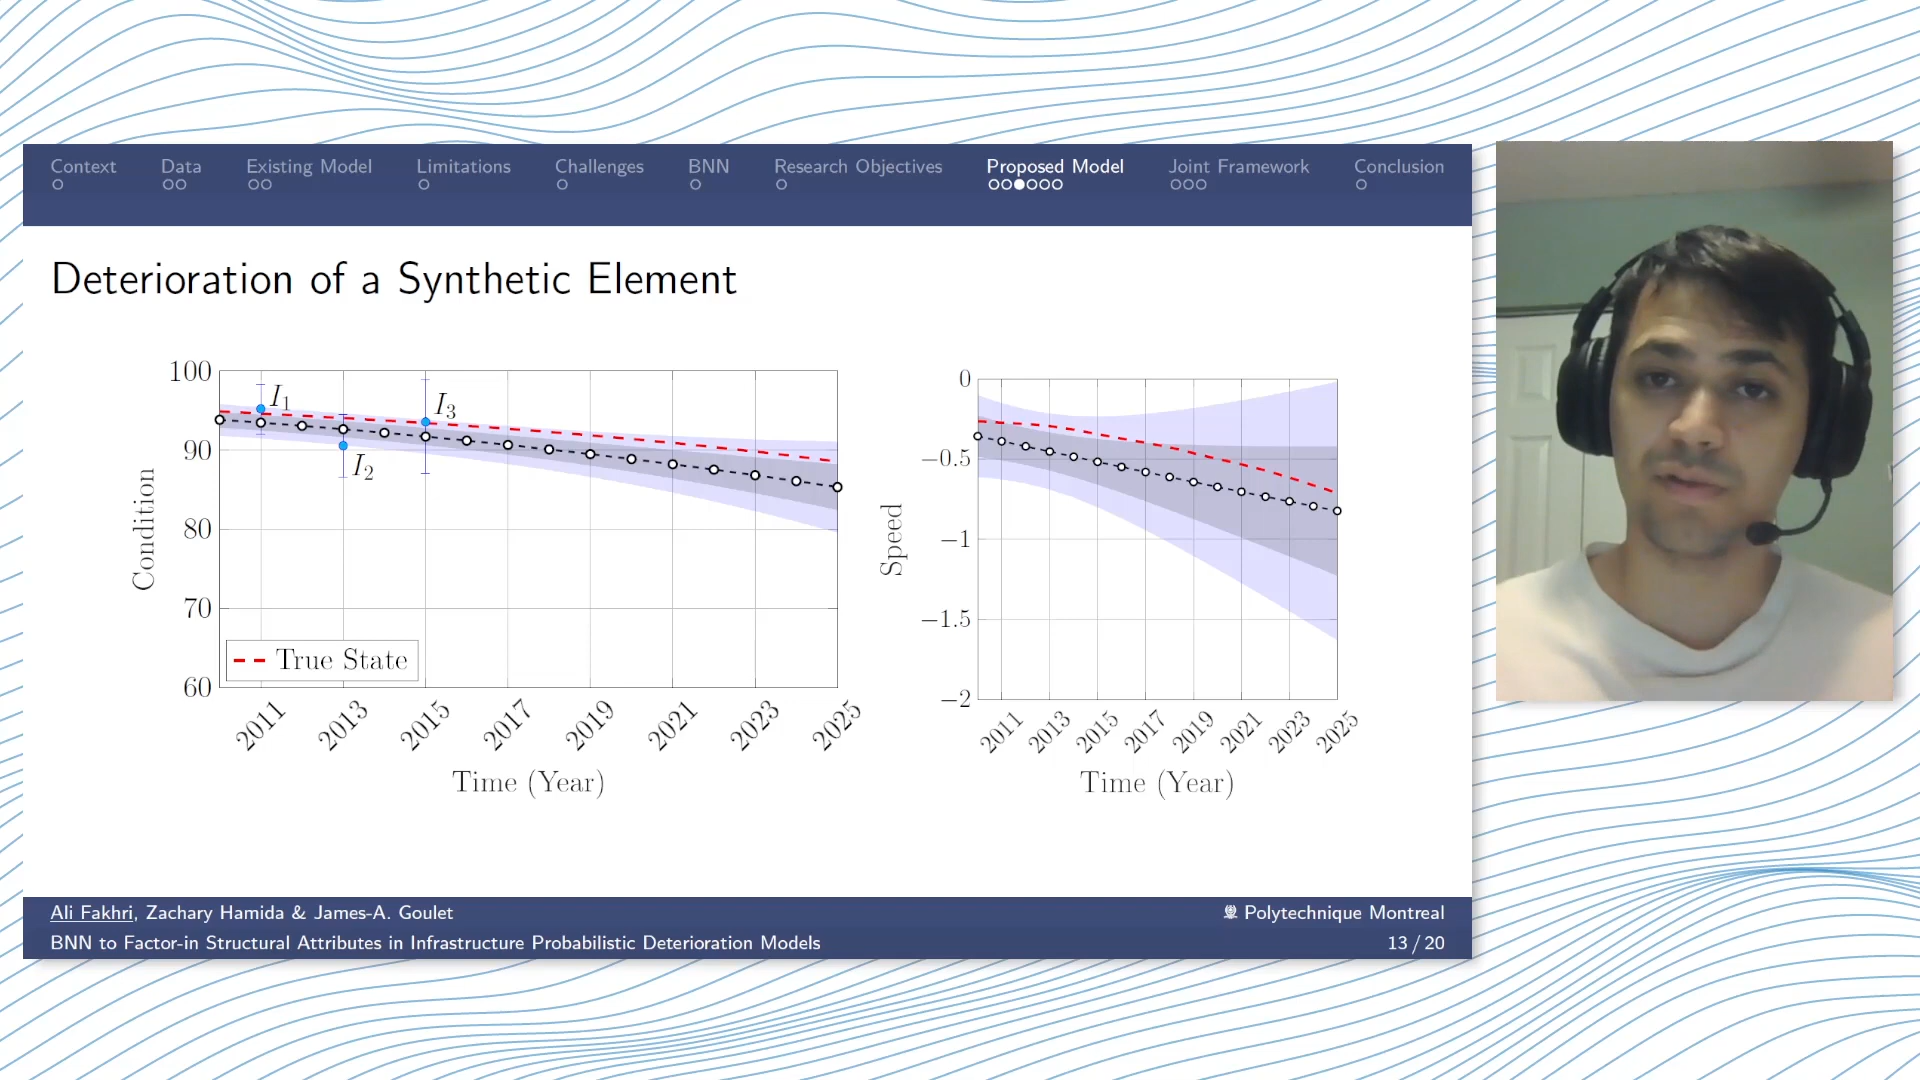 Context Data Existing Model Limitations Challenges BNN Research Objectives Proposed Model Joint Framework Conclusion
Deterioration of a Synthetic Element
100
90
80
70
60
Condition
I1
I2
I3
True State
2011 2013 2015 2017 2019 2021 2023 2025
Time (Year)
0
−0.5
−1
−1.5
−2
Speed
2011 2013 2015 2017 2019 2021 2023 2025
Time (Year)
Ali Fakhri, Zachary Hamida & James-A. Goulet
Polytechnique Montreal
BNN to Factor-in Structural Attributes in Infrastructure Probabilistic Deterioration Models
13 / 20